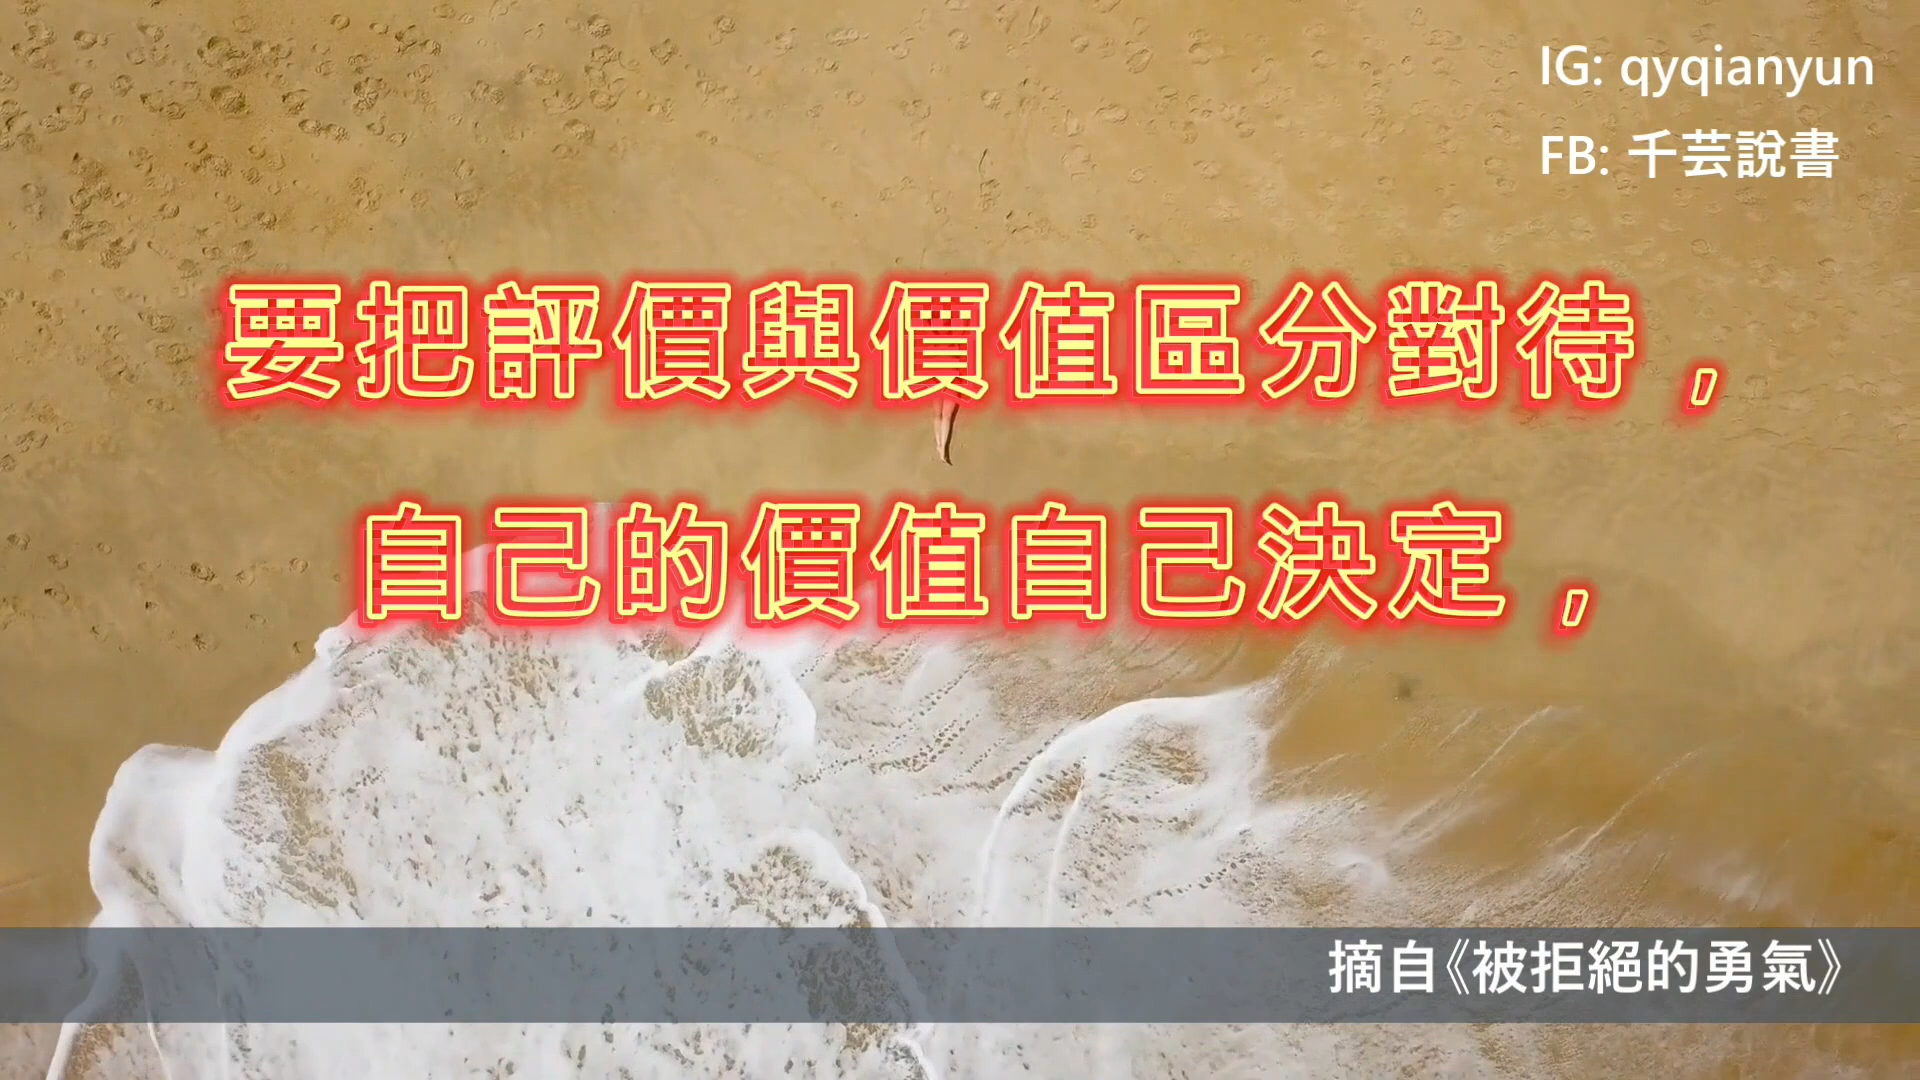 IG: qyqianyun
FB: 千芸說書
要把評價與價值區分對待，
自己的價值自己決定，
摘自《被拒絕的勇氣》